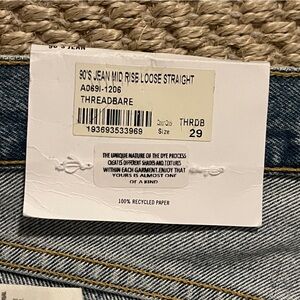 90'S JEAN
90'S JEAN MID RISE LOOSE STRAIGHT
A069I-1206
THREADBARE
THRDB
193693533969
Size
29
THE UNIQUE NATURE OF THE DYE PROCESS
CREATES DIFFERENT SHADES AND TEXTURES
WITHIN EACH GARMENT. ENJOY THAT
YOURS IS ALMOST ONE
OF A KIND
100% RECYCLED PAPER